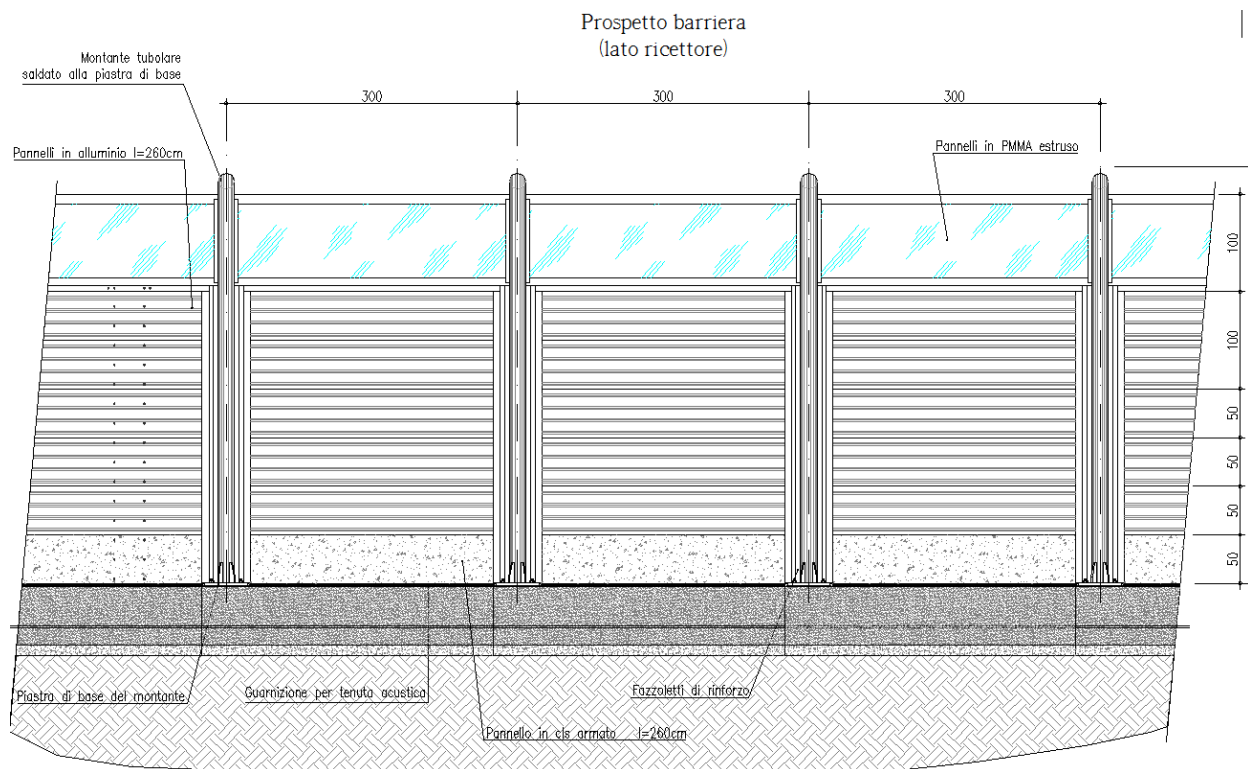 Prospetto barriera
(lato ricettore)
Montante tubolare
saldato alla piastra di base
300
300
300
Pannelli in alluminio l=260cm
Pannelli in PMMA estruso
100
100
50
50
50
50
Piastra di base del montante
Guarnizione per tenuta acustica
Fazzoletti di rinforzo
Pannello in cls armato l=260cm